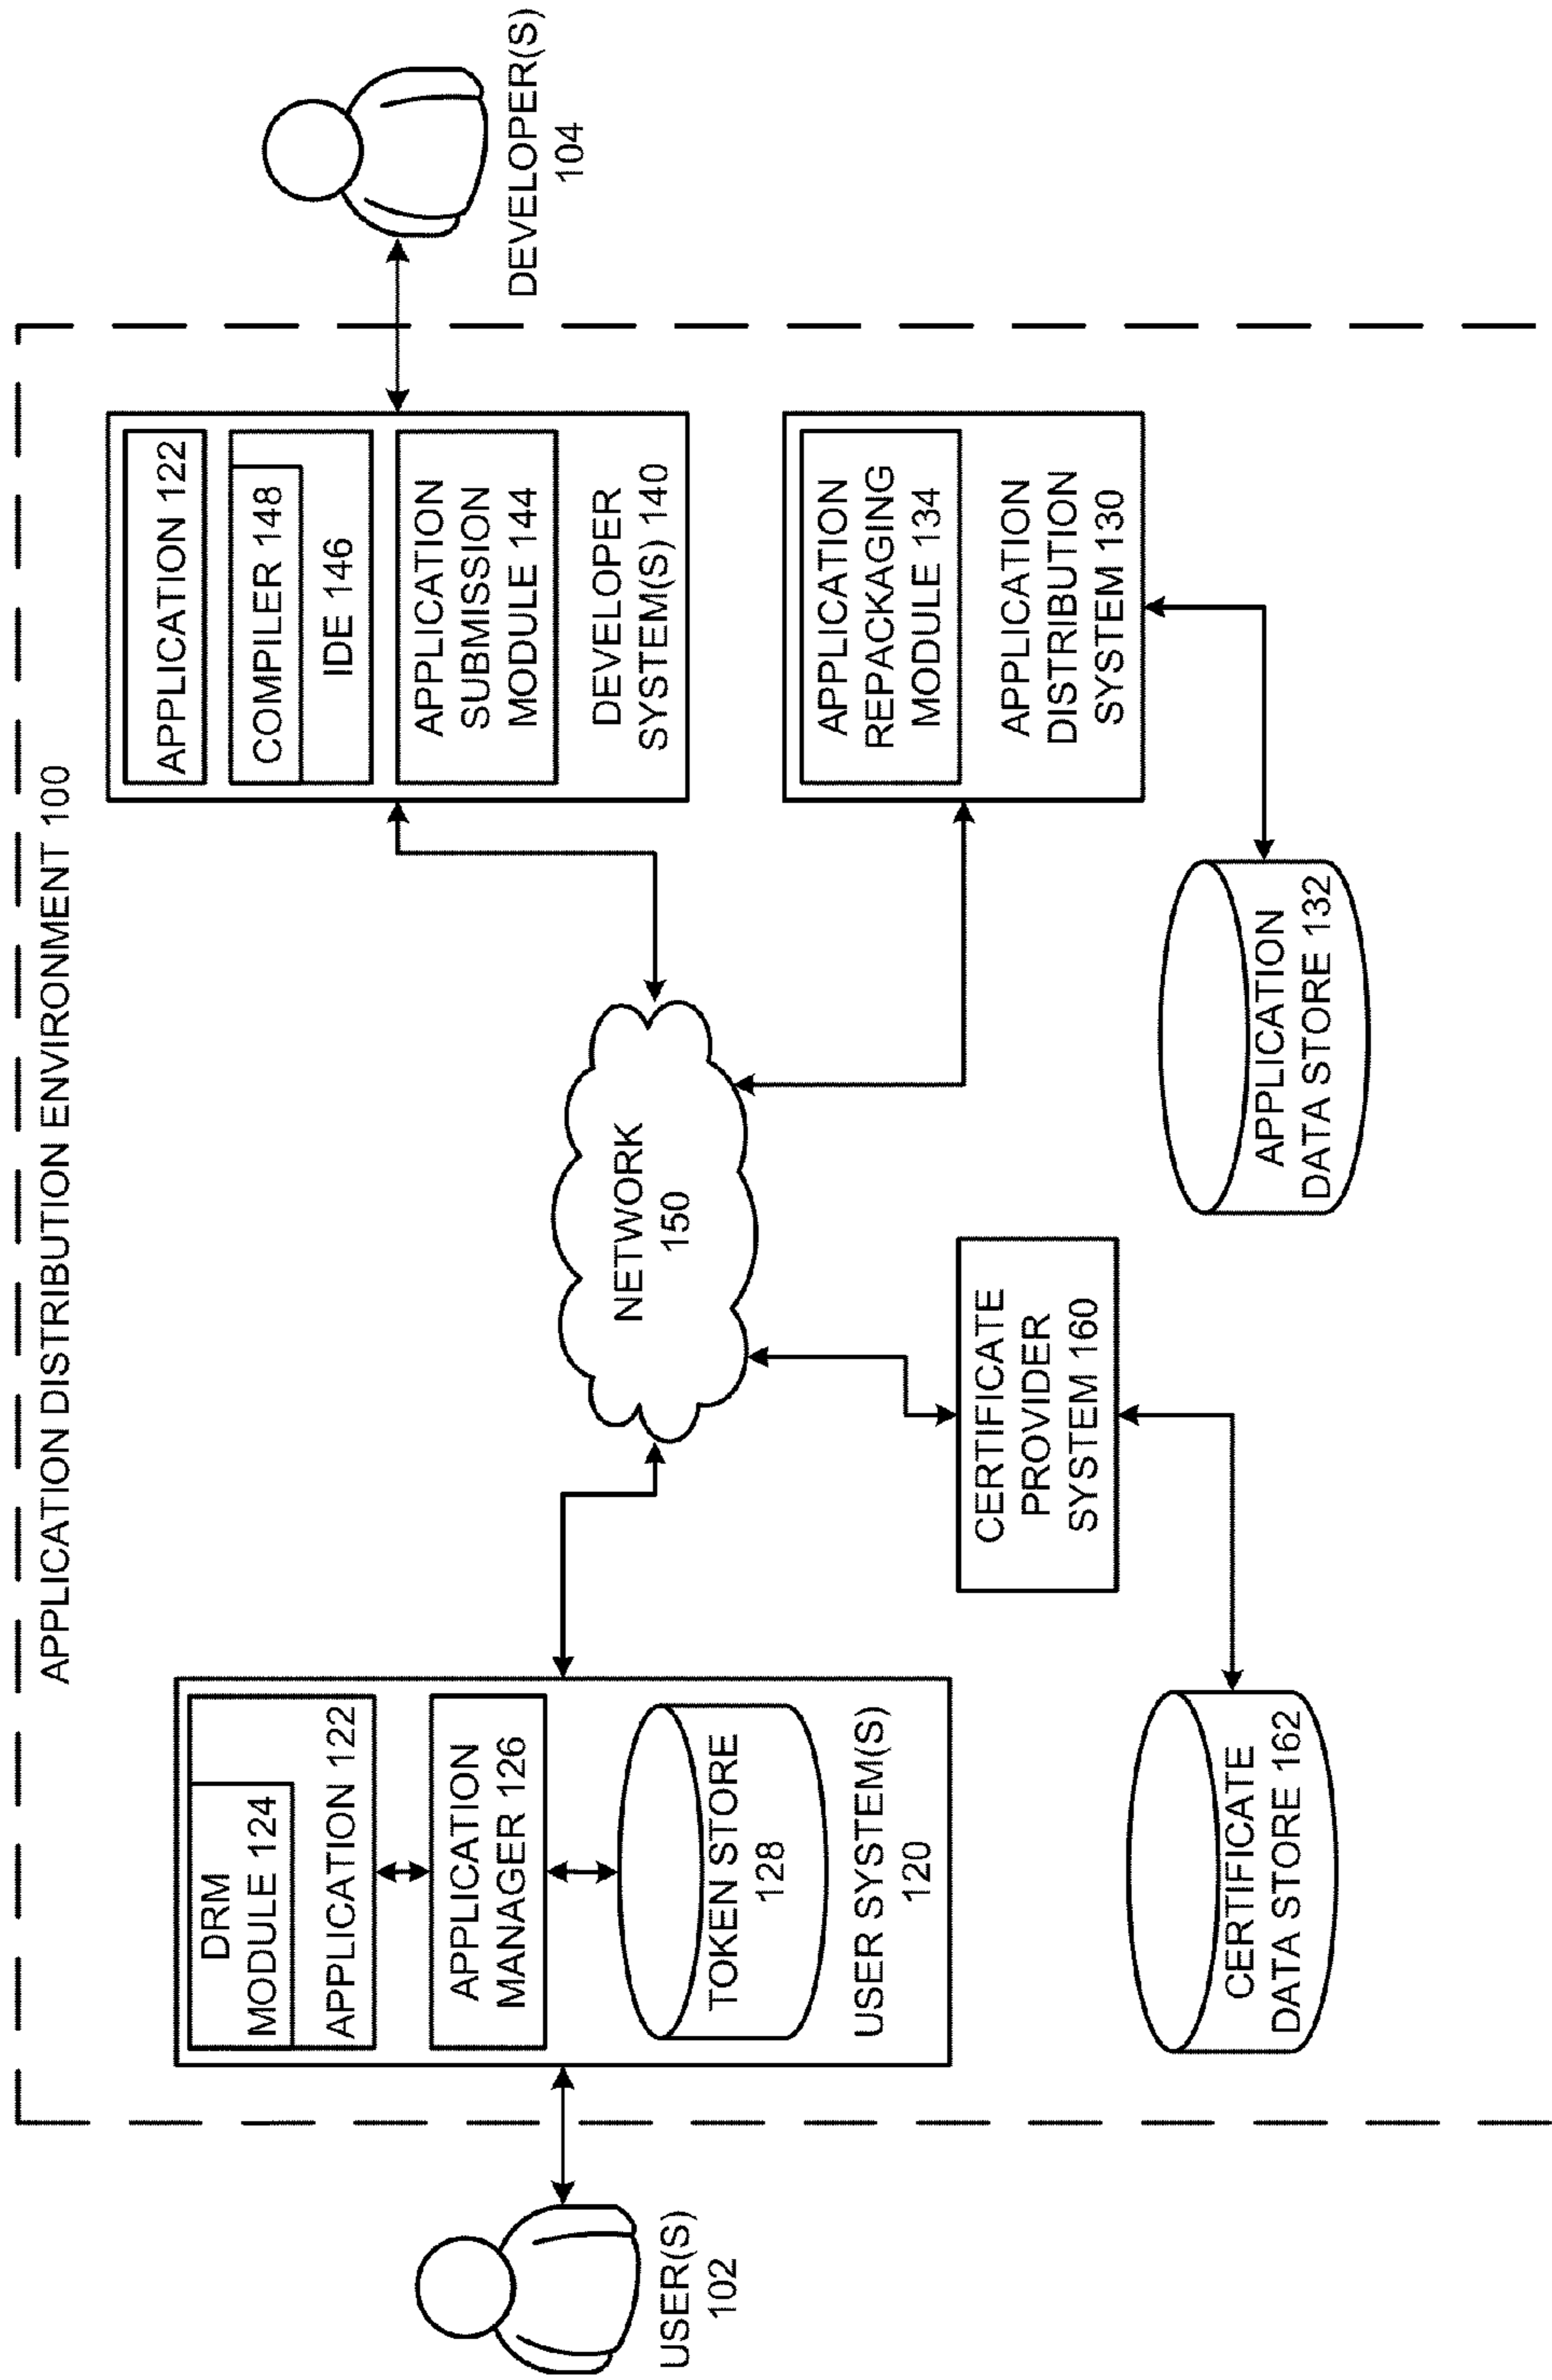 APPLICATION DISTRIBUTION ENVIRONMENT 100
USER(S)
102
DRM
MODULE 124
APPLICATION 122
APPLICATION
MANAGER 126
TOKEN STORE
128
USER SYSTEM(S)
120
NETWORK
150
CERTIFICATE
PROVIDER
SYSTEM 160
CERTIFICATE
DATA STORE 162
APPLICATION 122
COMPILER 148
IDE 146
APPLICATION
SUBMISSION
MODULE 144
DEVELOPER
SYSTEM(S) 140
DEVELOPER(S)
104
APPLICATION
REPACKAGING
MODULE 134
APPLICATION
DISTRIBUTION
SYSTEM 130
APPLICATION
DATA STORE 132